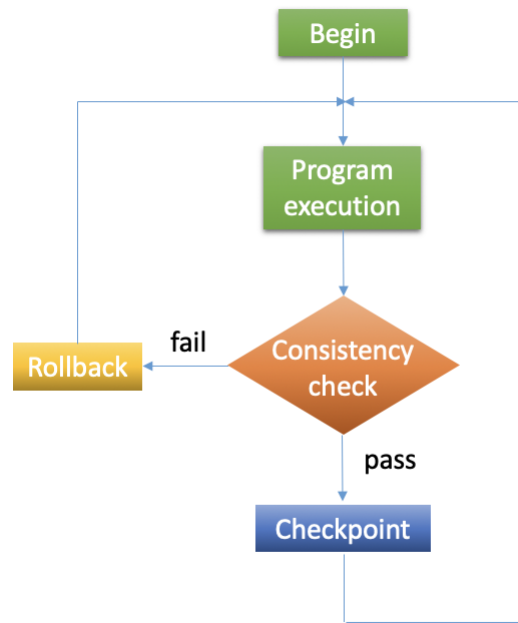 Begin
Program
execution
Consistency
check
fail
Rollback
pass
Checkpoint